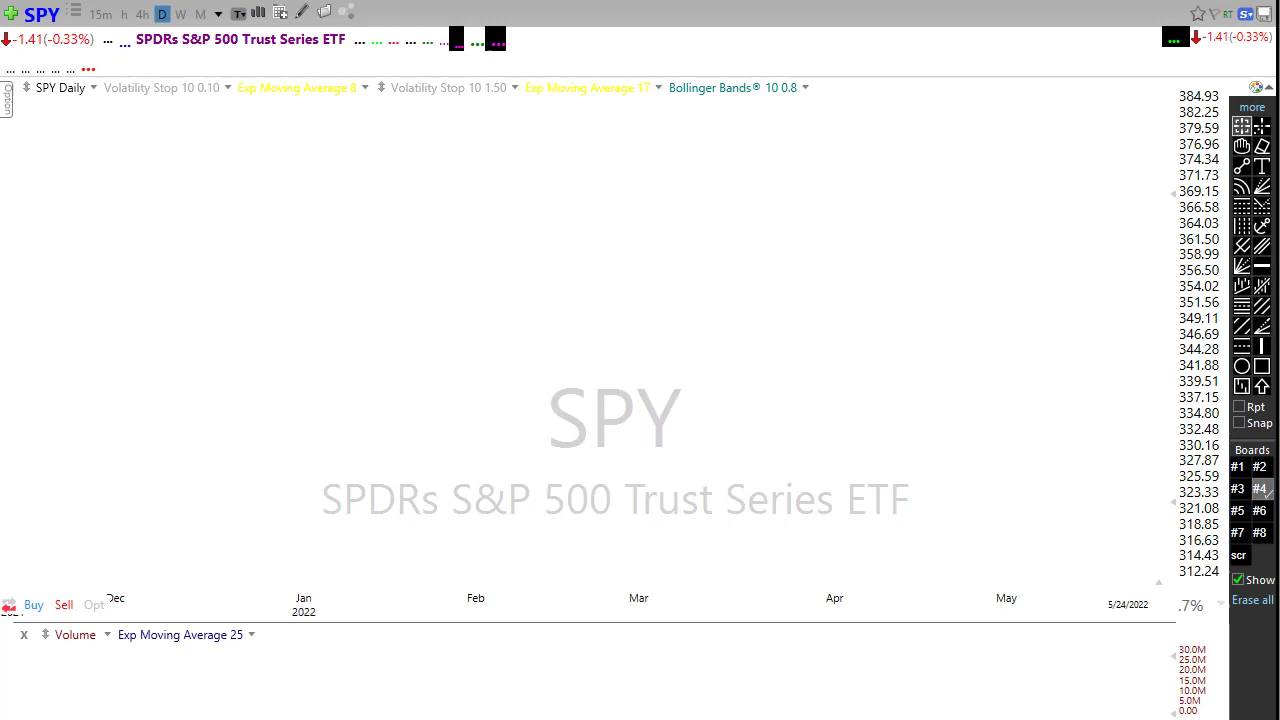 SPY 15m h 4h D W M T RT S
-1.41(-0.33%) ... ... SPDRs S&P 500 Trust Series ETF ... ... ... ... ... ... ... ... ... ... -1.41(-0.33%)
... ... ... ... ... ...
Option
SPY Daily Volatility Stop 10 0.10 Exp Moving Average 8 Volatility Stop 10 1.50 Exp Moving Average 17 Bollinger Bands® 10 0.8
384.93
382.25
379.59
376.96
374.34
371.73
369.15
366.58
364.03
361.50
358.99
356.50
354.02
351.56
349.11
346.69
344.28
341.88
339.51
337.15
334.80
332.48
330.16
327.87
325.59
323.33
321.08
318.85
316.63
314.43
312.24
more
T
Rpt
Snap
Boards
#1 #2
#3 #4
#5 #6
#7 #8
scr
Show
Erase all
SPY
SPDRs S&P 500 Trust Series ETF
Buy Sell Opt
Dec Jan Feb Mar Apr May 5/24/2022 .7%
2022
X Volume Exp Moving Average 25
30.0M
25.0M
20.0M
15.0M
10.0M
5.0M
0.00